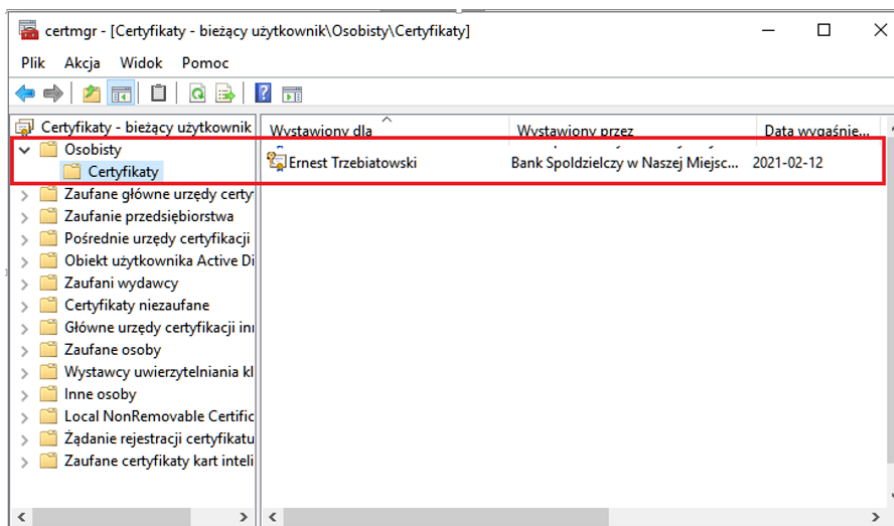 certmgr - [Certyfikaty - bieżący użytkownik\Osobisty\Certyfikaty]
Plik Akcja Widok Pomoc
Certyfikaty - bieżący użytkownik
Wystawiony dla Wystawiony przez Data wygaśnie...
Osobisty
Certyfikaty
Ernest Trzebiatowski Bank Spoldzielczy w Naszej Miejsc... 2021-02-12
Zaufane główne urzędy certy
Zaufanie przedsiębiorstwa
Pośrednie urzędy certyfikacji
Obiekt użytkownika Active Di
Zaufani wydawcy
Certyfikaty niezaufane
Główne urzędy certyfikacji inn
Zaufane osoby
Wystawcy uwierzytelniania kl
Inne osoby
Local NonRemovable Certific
Żądanie rejestracji certyfikatu
Zaufane certyfikaty kart inteli